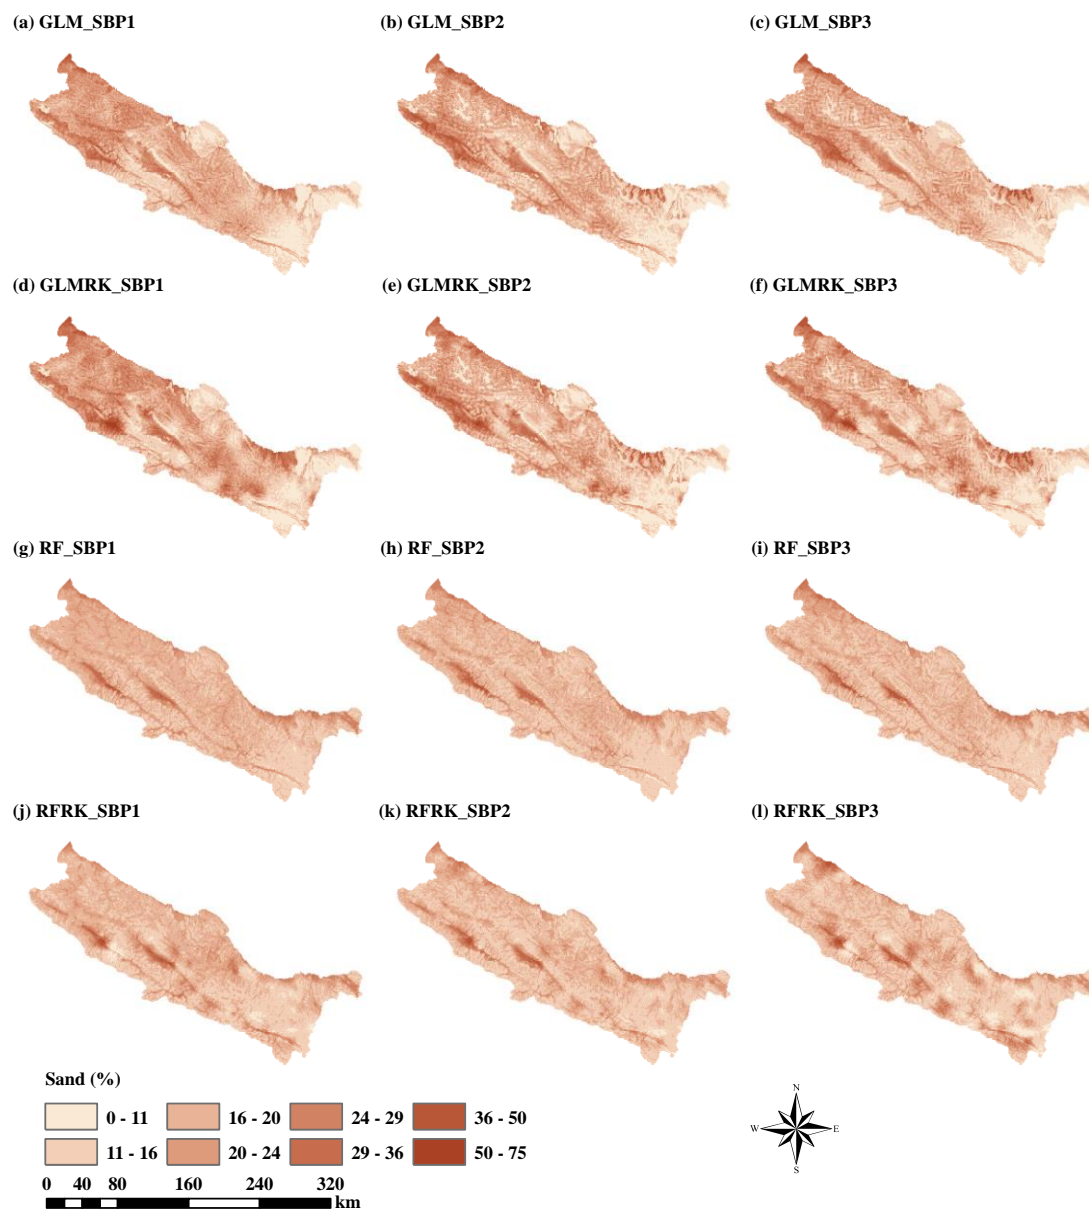 (a) GLM_SBP1
(b) GLM_SBP2
(c) GLM_SBP3
(d) GLMRK_SBP1
(e) GLMRK_SBP2
(f) GLMRK_SBP3
(g) RF_SBP1
(h) RF_SBP2
(i) RF_SBP3
(j) RFRK_SBP1
(k) RFRK_SBP2
(l) RFRK_SBP3
Sand (%)
0 - 11
16 - 20
24 - 29
36 - 50
11 - 16
20 - 24
29 - 36
50 - 75
0 40 80 160 240 320
km
N
W
E
S